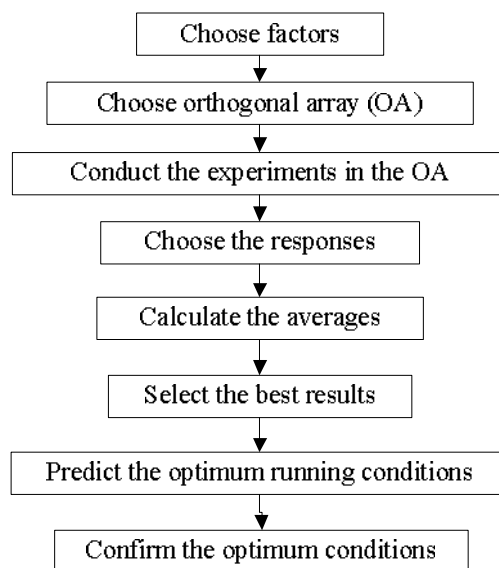 Choose factors
Choose orthogonal array (OA)
Conduct the experiments in the OA
Choose the responses
Calculate the averages
Select the best results
Predict the optimum running conditions
Confirm the optimum conditions